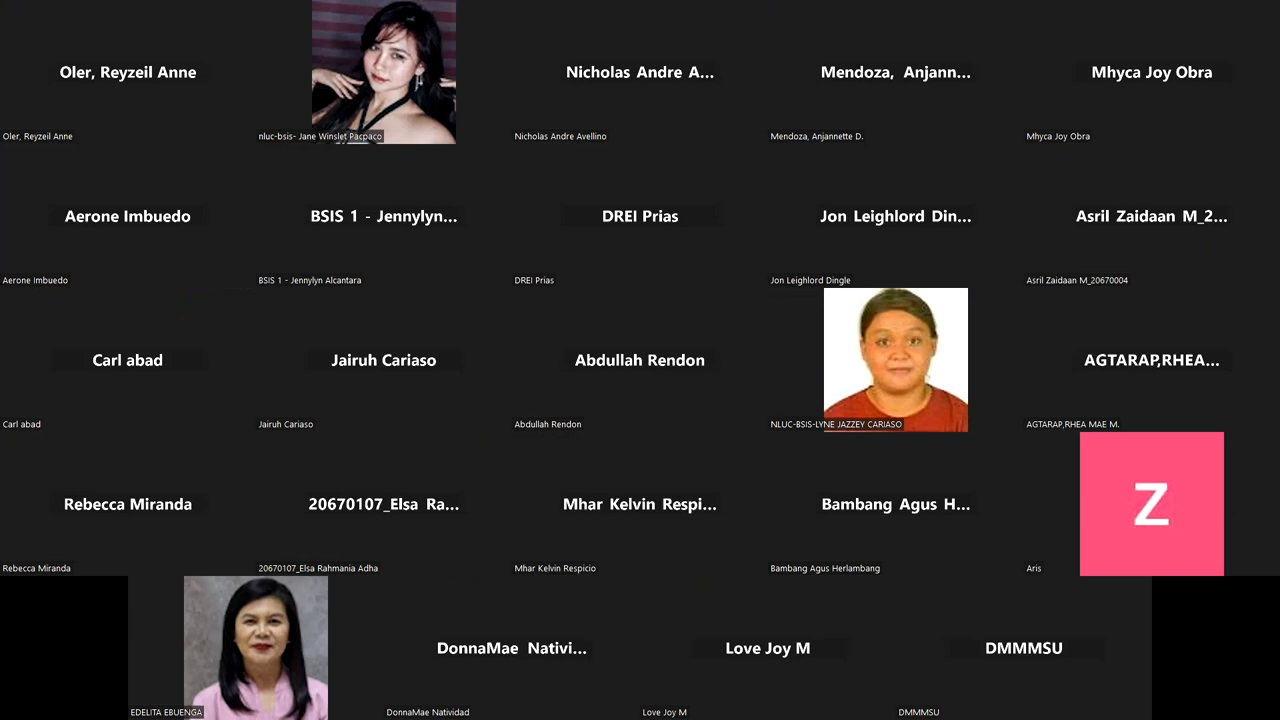 Oler, Reyzeil Anne
Nicholas Andre A...
Mendoza, Anjann...
Mhyca Joy Obra
Oler, Reyzeil Anne
nluc-bsis- Jane Winslet Pacpaco
Nicholas Andre Avellino
Mendoza, Anjannette D.
Mhyca Joy Obra
Aerone Imbuedo
BSIS 1 - Jennylyn...
DREI Prias
Jon Leighlord Din...
Asril Zaidaan M_2...
Aerone Imbuedo
BSIS 1 - Jennylyn Alcantara
DREI Prias
Jon Leighlord Dingle
Asril Zaidaan M_20670004
Carl abad
Jairuh Cariaso
Abdullah Rendon
AGTARAP,RHEA...
Carl abad
Jairuh Cariaso
Abdullah Rendon
NLUC-BSIS-LYNE JAZZEY CARIASO
AGTARAP,RHEA MAE M.
Rebecca Miranda
20670107_Elsa Ra...
Mhar Kelvin Respi...
Bambang Agus H...
Z
Rebecca Miranda
20670107_Elsa Rahmania Adha
Mhar Kelvin Respicio
Bambang Agus Herlambang
Aris
DonnaMae Nativi...
Love Joy M
DMMMSU
EDELITA EBUENGA
DonnaMae Natividad
Love Joy M
DMMMSU